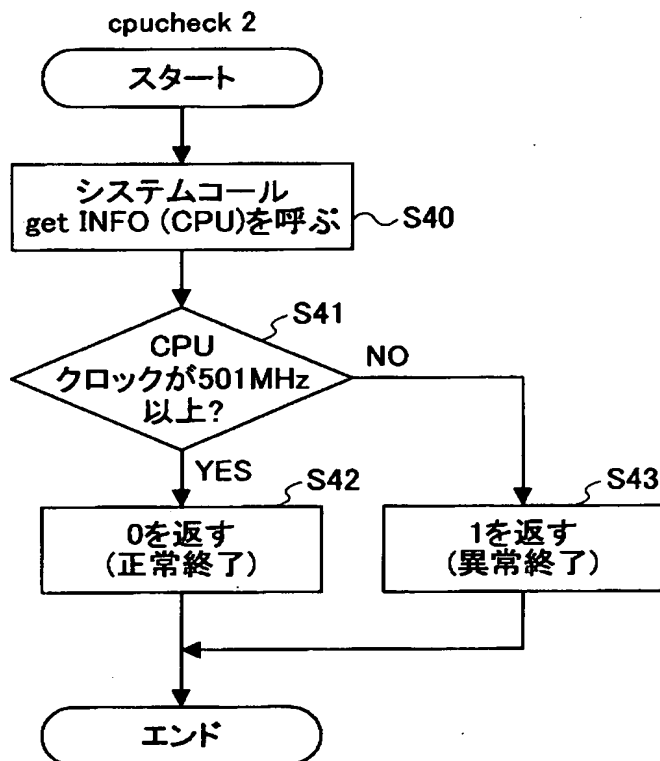 cpucheck 2
スタート
システムコール
get INFO (CPU)を呼ぶ
S40
S41
CPU
クロックが501MHz
以上?
NO
YES
S42
0を返す
(正常終了)
S43
1を返す
(異常終了)
エンド